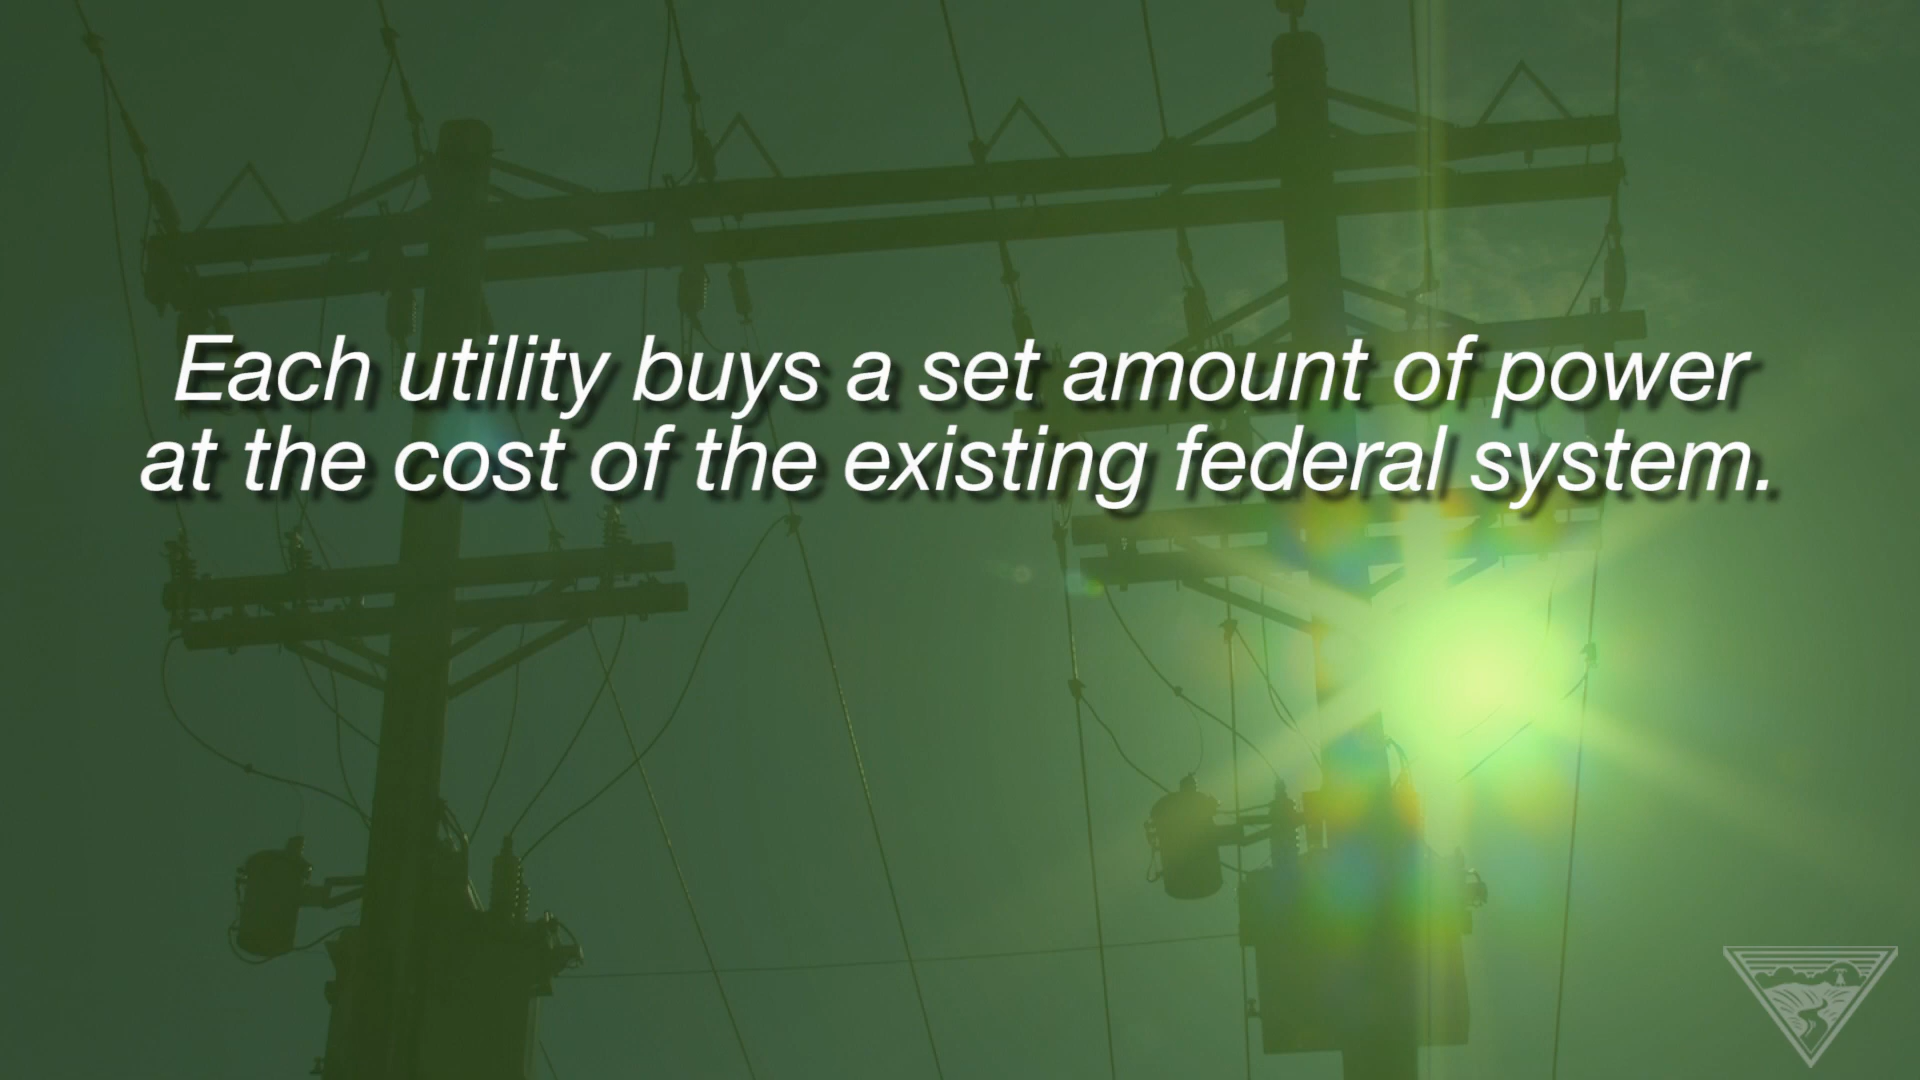 Each utility buys a set amount of power
at the cost of the existing federal system.